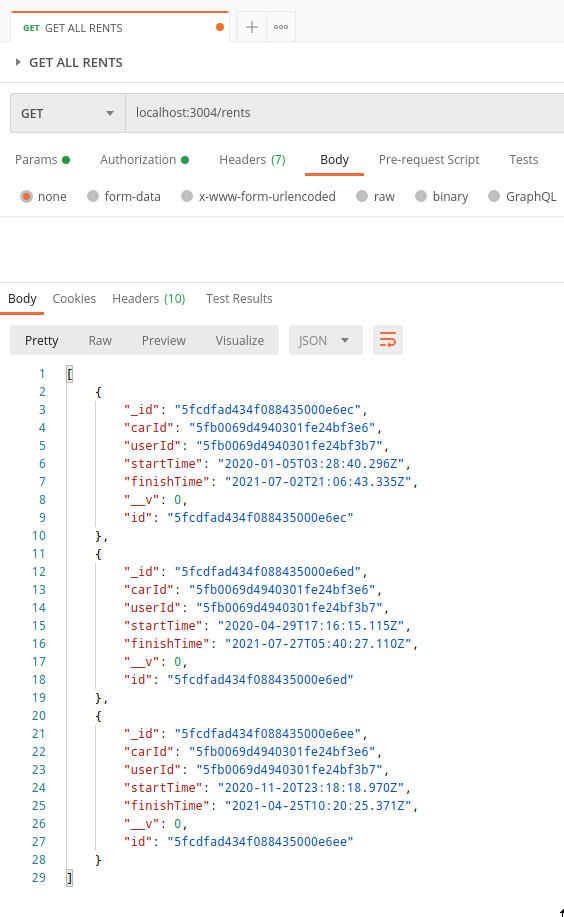 GET GET ALL RENTS
GET ALL RENTS
GET localhost:3004/rents
Params Authorization Headers (7) Body Pre-request Script Tests
none form-data x-www-form-urlencoded raw binary GraphQL
Body Cookies Headers (10) Test Results
Pretty Raw Preview Visualize JSON
1 [
2 {
3 "_id": "5fcdfad434f088435000e6ec",
4 "carId": "5fb0069d4940301fe24bf3e6",
5 "userId": "5fb0069d4940301fe24bf3b7",
6 "startTime": "2020-01-05T03:28:40.296Z",
7 "finishTime": "2021-07-02T21:06:43.335Z",
8 "__v": 0,
9 "id": "5fcdfad434f088435000e6ec"
10 },
11 {
12 "_id": "5fcdfad434f088435000e6ed",
13 "carId": "5fb0069d4940301fe24bf3e6",
14 "userId": "5fb0069d4940301fe24bf3b7",
15 "startTime": "2020-04-29T17:16:15.115Z",
16 "finishTime": "2021-07-27T05:40:27.110Z",
17 "__v": 0,
18 "id": "5fcdfad434f088435000e6ed"
19 },
20 {
21 "_id": "5fcdfad434f088435000e6ee",
22 "carId": "5fb0069d4940301fe24bf3e6",
23 "userId": "5fb0069d4940301fe24bf3b7",
24 "startTime": "2020-11-20T23:18:18.970Z",
25 "finishTime": "2021-04-25T10:20:25.371Z",
26 "__v": 0,
27 "id": "5fcdfad434f088435000e6ee"
28 }
29 ]